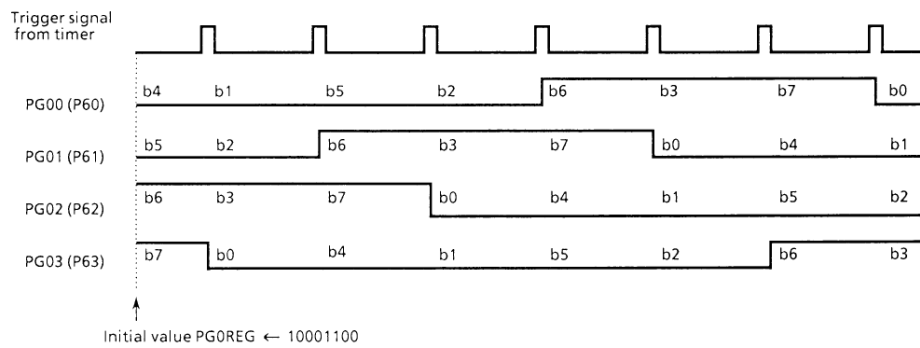 Trigger signal
from timer
PG00 (P60) b4 b1 b5 b2 b6 b3 b7 b0
PG01 (P61) b5 b2 b6 b3 b7 b0 b4 b1
PG02 (P62) b6 b3 b7 b0 b4 b1 b5 b2
PG03 (P63) b7 b0 b4 b1 b5 b2 b6 b3
Initial value PG0REG ← 10001100